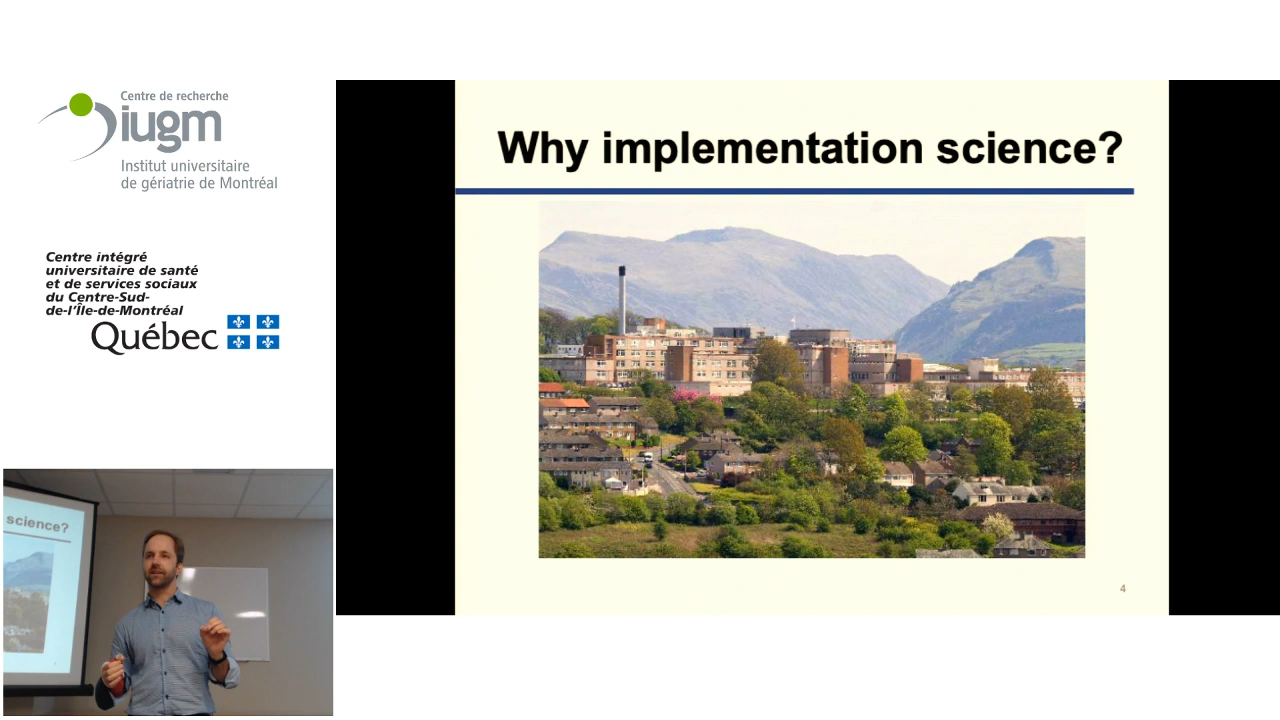 Centre de recherche
iugm
Institut universitaire
de gériatrie de Montréal
Centre intégré
universitaire de santé
et de services sociaux
du Centre-Sud-
de-l'Île-de-Montréal
Québec
Why implementation science?
4
science?